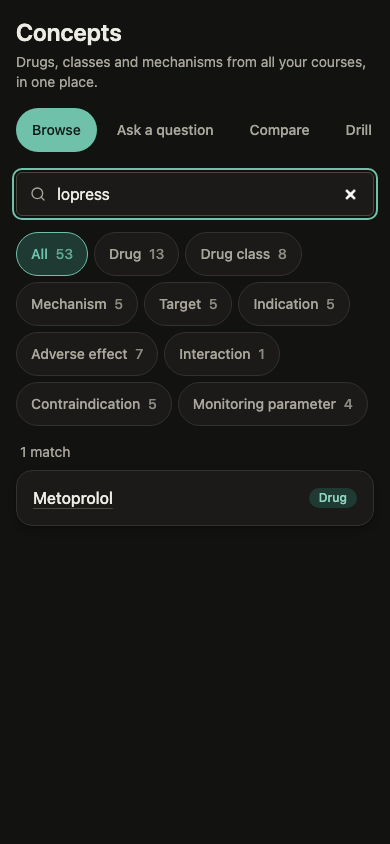 Concepts
Drugs, classes and mechanisms from all your courses,
in one place.
Browse Ask a question Compare Drill
lopress
All 53 Drug 13 Drug class 8
Mechanism 5 Target 5 Indication 5
Adverse effect 7 Interaction 1
Contraindication 5 Monitoring parameter 4
1 match
Metoprolol Drug